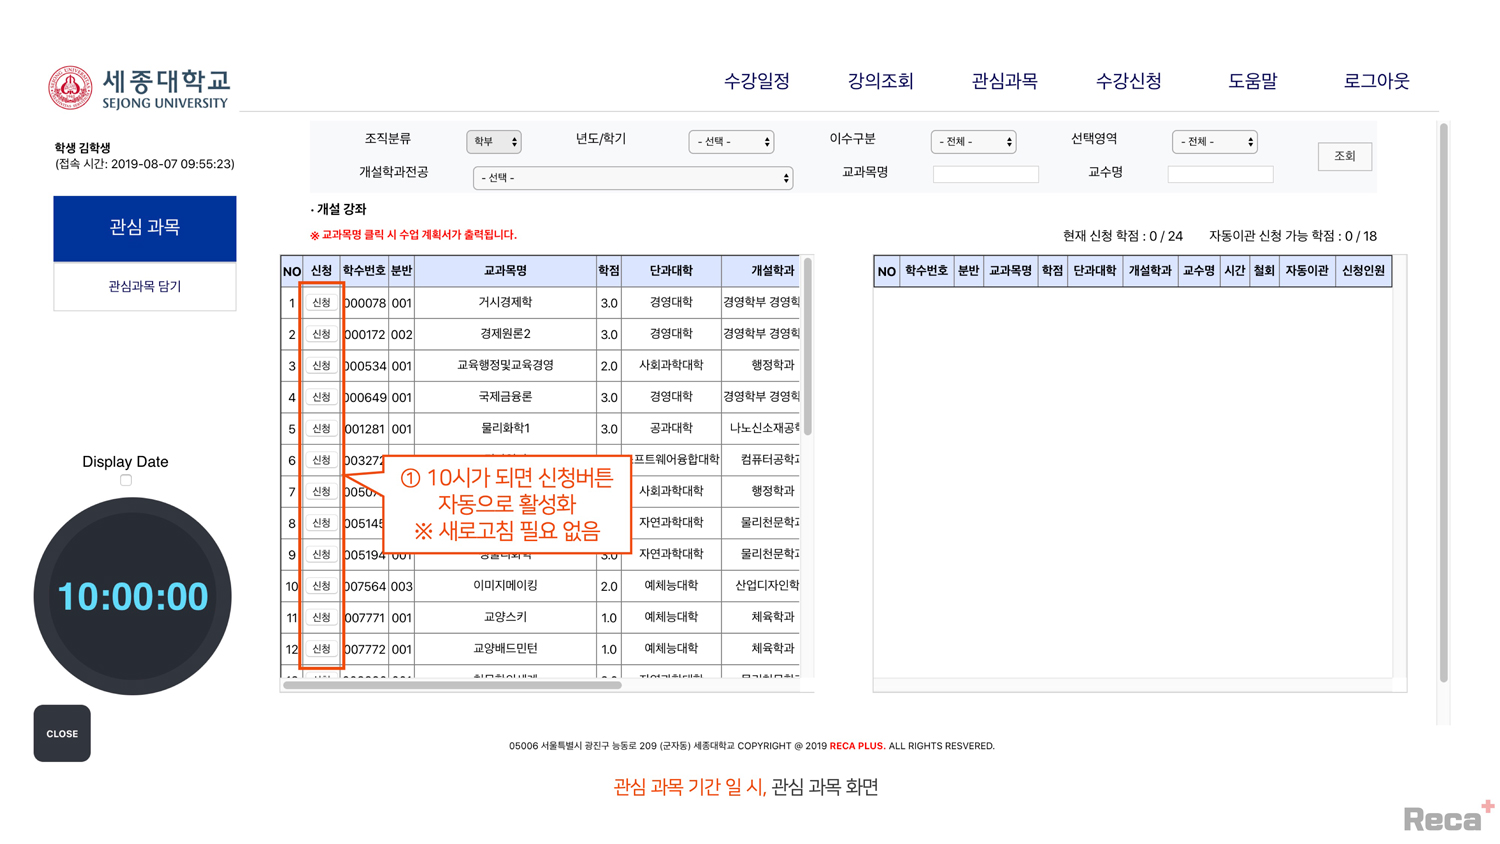 세종대학교
SEJONG UNIVERSITY
수강일정 강의조회 관심과목 수강신청 도움말 로그아웃
학생 김학생
(접속 시간: 2019-08-07 09:55:23)
관심 과목
관심과목 담기
조직분류 학부 년도/학기 - 선택 - 이수구분 - 전체 - 선택영역 - 전체 -
개설학과전공 - 선택 - 교과목명 교수명
조회
· 개설 강좌
※ 교과목명 클릭 시 수업 계획서가 출력됩니다.
현재 신청 학점 : 0 / 24 자동이관 신청 가능 학점 : 0 / 18
NO 신청 학수번호 분반 교과목명 학점 단과대학 개설학과
1 신청 000078 001 거시경제학 3.0 경영대학 경영학부 경영학
2 신청 000172 002 경제원론2 3.0 경영대학 경영학부 경영학
3 신청 000534 001 교육행정및교육경영 2.0 사회과학대학 행정학과
4 신청 000649 001 국제금융론 3.0 경영대학 경영학부 경영학
5 신청 001281 001 물리화학1 3.0 공과대학 나노신소재공학
6 신청 003272 프트웨어융합대학 컴퓨터공학과
7 신청 사회과학대학 행정학과
8 신청 005145 자연과학대학 물리천문학과
9 신청 005194 001 3.0 자연과학대학 물리천문학과
10 신청 007564 003 이미지메이킹 2.0 예체능대학 산업디자인학
11 신청 007771 001 교양스키 1.0 예체능대학 체육학과
12 신청 007772 001 교양배드민턴 1.0 예체능대학 체육학과
① 10시가 되면 신청버튼
자동으로 활성화
※ 새로고침 필요 없음
NO 학수번호 분반 교과목명 학점 단과대학 개설학과 교수명 시간 철회 자동이관 신청인원
Display Date
10:00:00
CLOSE
05006 서울특별시 광진구 능동로 209 (군자동) 세종대학교 COPYRIGHT @ 2019 RECA PLUS. ALL RIGHTS RESVERED.
관심 과목 기간 일 시, 관심 과목 화면
Reca+